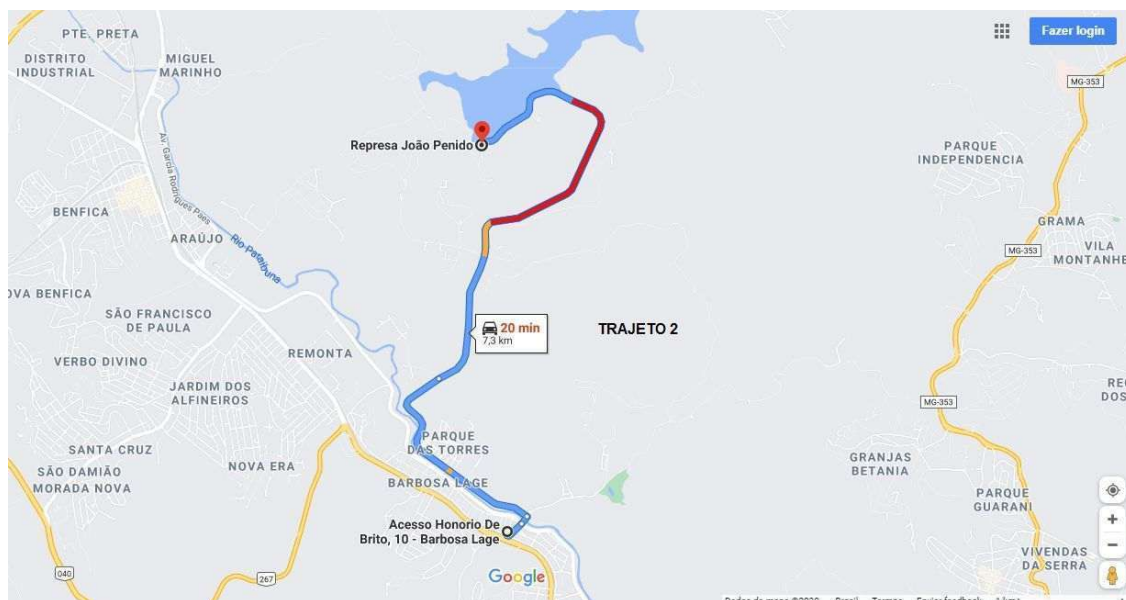 PTE. PRETA
DISTRITO
INDUSTRIAL
MIGUEL
MARINHO
Fazer login
MG-353
Represa João Penido
PARQUE
INDEPENDENCIA
Av. Garcia Rodrigues Paes
BENFICA
ARAÚJO
Rio Paraibuna
GRAMA
MG-353
VILA
MONTANHE
OVA BENFICA
SÃO FRANCISCO
DE PAULA
20 min
7,3 km
TRAJETO 2
REMONTA
VERBO DIVINO
JARDIM DOS
ALFINEIROS
REC
DOS
MG-353
PARQUE
DAS TORRES
SANTA CRUZ
NOVA ERA
GRANJAS
BETANIA
SÃO DAMIÃO
MORADA NOVA
BARBOSA LAGE
PARQUE
GUARANI
Acesso Honorio De
Brito, 10 - Barbosa Lage
VIVENDAS
DA SERRA
040
267
Google